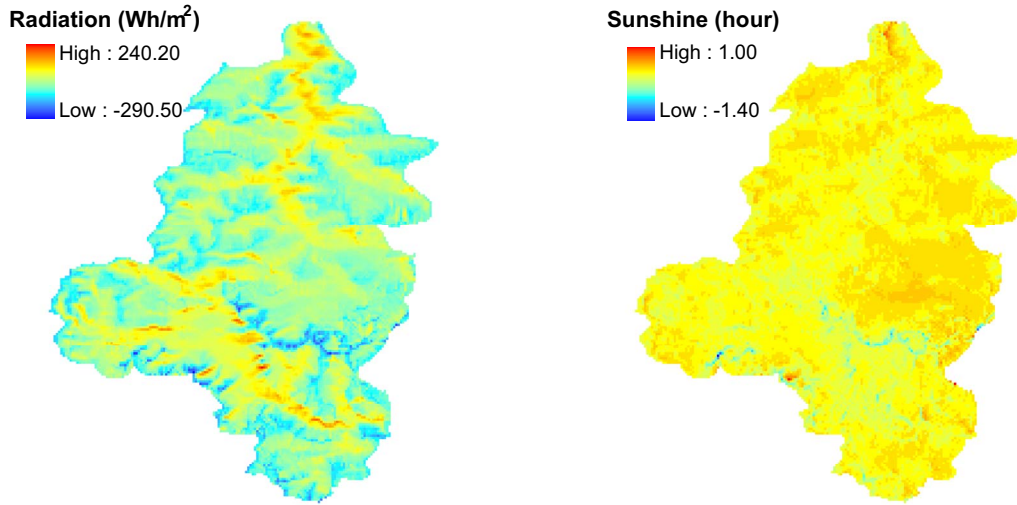 Radiation (Wh/m²)
High : 240.20
Low : -290.50
Sunshine (hour)
High : 1.00
Low : -1.40